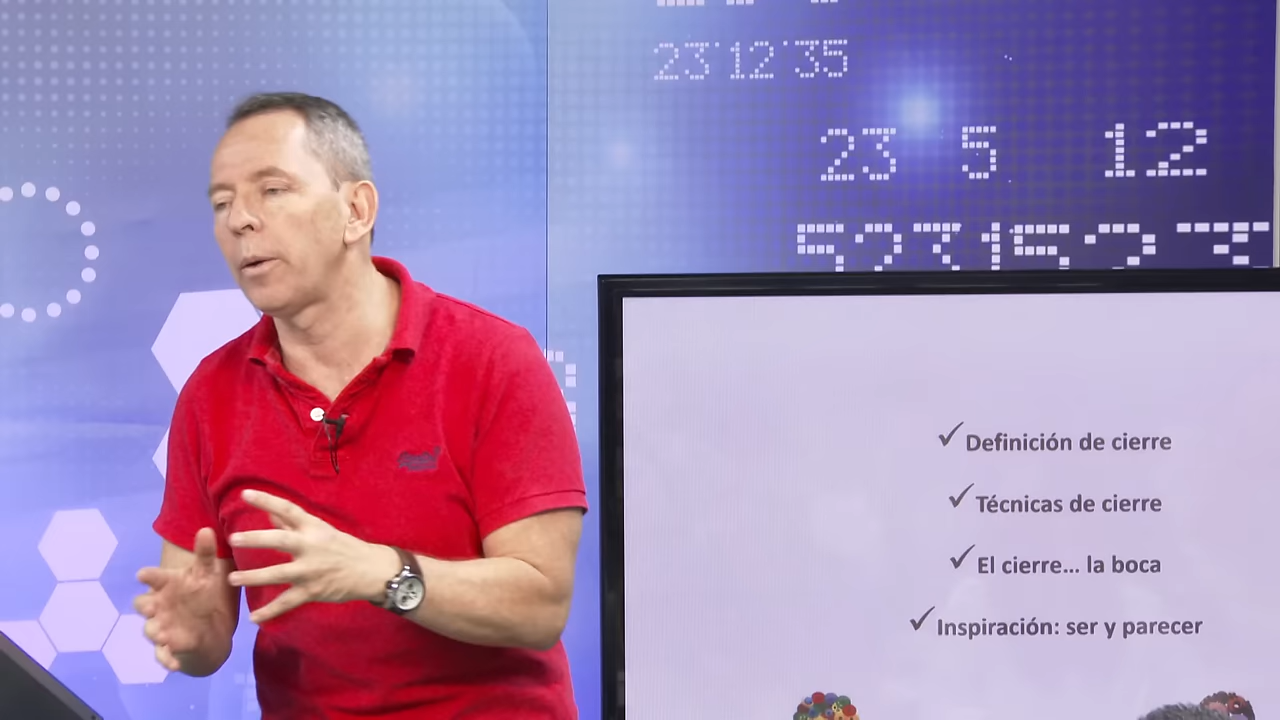 23 12 35
23 5 12
✓ Definición de cierre
✓ Técnicas de cierre
✓ El cierre... la boca
✓ Inspiración: ser y parecer